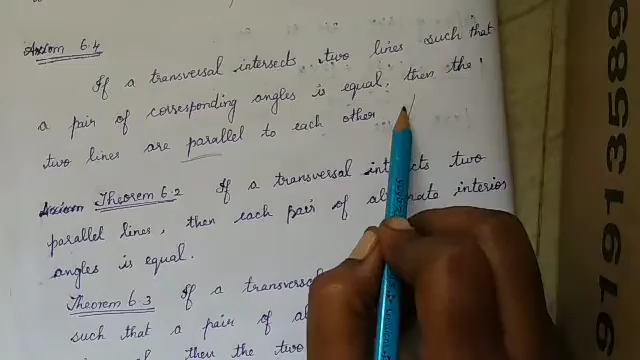 Axiom 6.4
If a transversal intersects two lines such that
a pair of corresponding angles is equal, then the
two lines are parallel to each other
Axiom Theorem 6.2 If a transversal intersects two
parallel lines, then each pair of alternate interior
angles is equal.
Theorem 6.3 If a transversal
such that a pair of
then the two
919135895